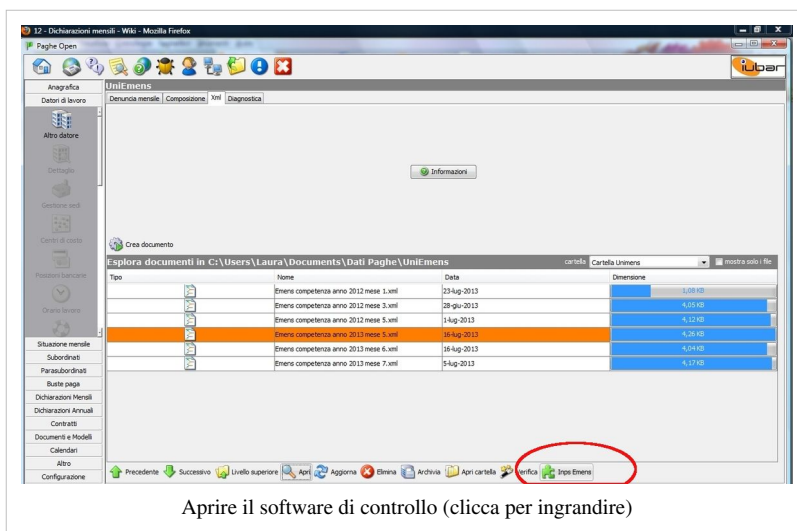 12 - Dichiarazioni mensili - Wiki - Mozilla Firefox
Paghe Open
iubar
Anagrafica
Datori di lavoro
Altro datore
Dettaglio
Gestione sedi
Centri di costo
Posizioni bancarie
Orario lavoro
Situazione mensile
Subordinati
Parasubordinati
Buste paga
Dichiarazioni Mensili
Dichiarazioni Annuali
Contratti
Documenti e Modelli
Calendari
Altro
Configurazione
UniEmens
Denuncia mensile Composizione Xml Diagnostica
Informazioni
Crea documento
Esplora documenti in C:\Users\Laura\Documents\Dati Paghe\UniEmens cartella Cartella Unimens mostra solo i file
Tipo Nome Data Dimensione
Emens competenza anno 2012 mese 1.xml 23-lug-2013 1,08 KB
Emens competenza anno 2013 mese 3.xml 28-giu-2013 4,05 KB
Emens competenza anno 2012 mese 5.xml 1-lug-2013 4,12 KB
Emens competenza anno 2013 mese 5.xml 16-lug-2013 4,26 KB
Emens competenza anno 2013 mese 6.xml 16-lug-2013 4,04 KB
Emens competenza anno 2013 mese 7.xml 5-lug-2013 4,17 KB
Precedente Successivo Livello superiore Apri Aggiorna Elimina Archivia Apri cartella Verifica Inps Emens
Aprire il software di controllo (clicca per ingrandire)